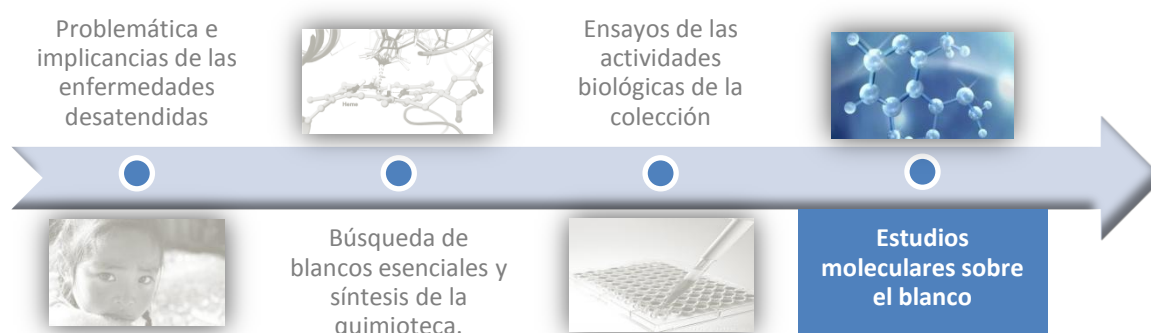 Problemática e
implicancias de las
enfermedades
desatendidas
Heme
Búsqueda de
blancos esenciales y
síntesis de la
quimioteca.
Ensayos de las
actividades
biológicas de la
colección
Estudios
moleculares sobre
el blanco